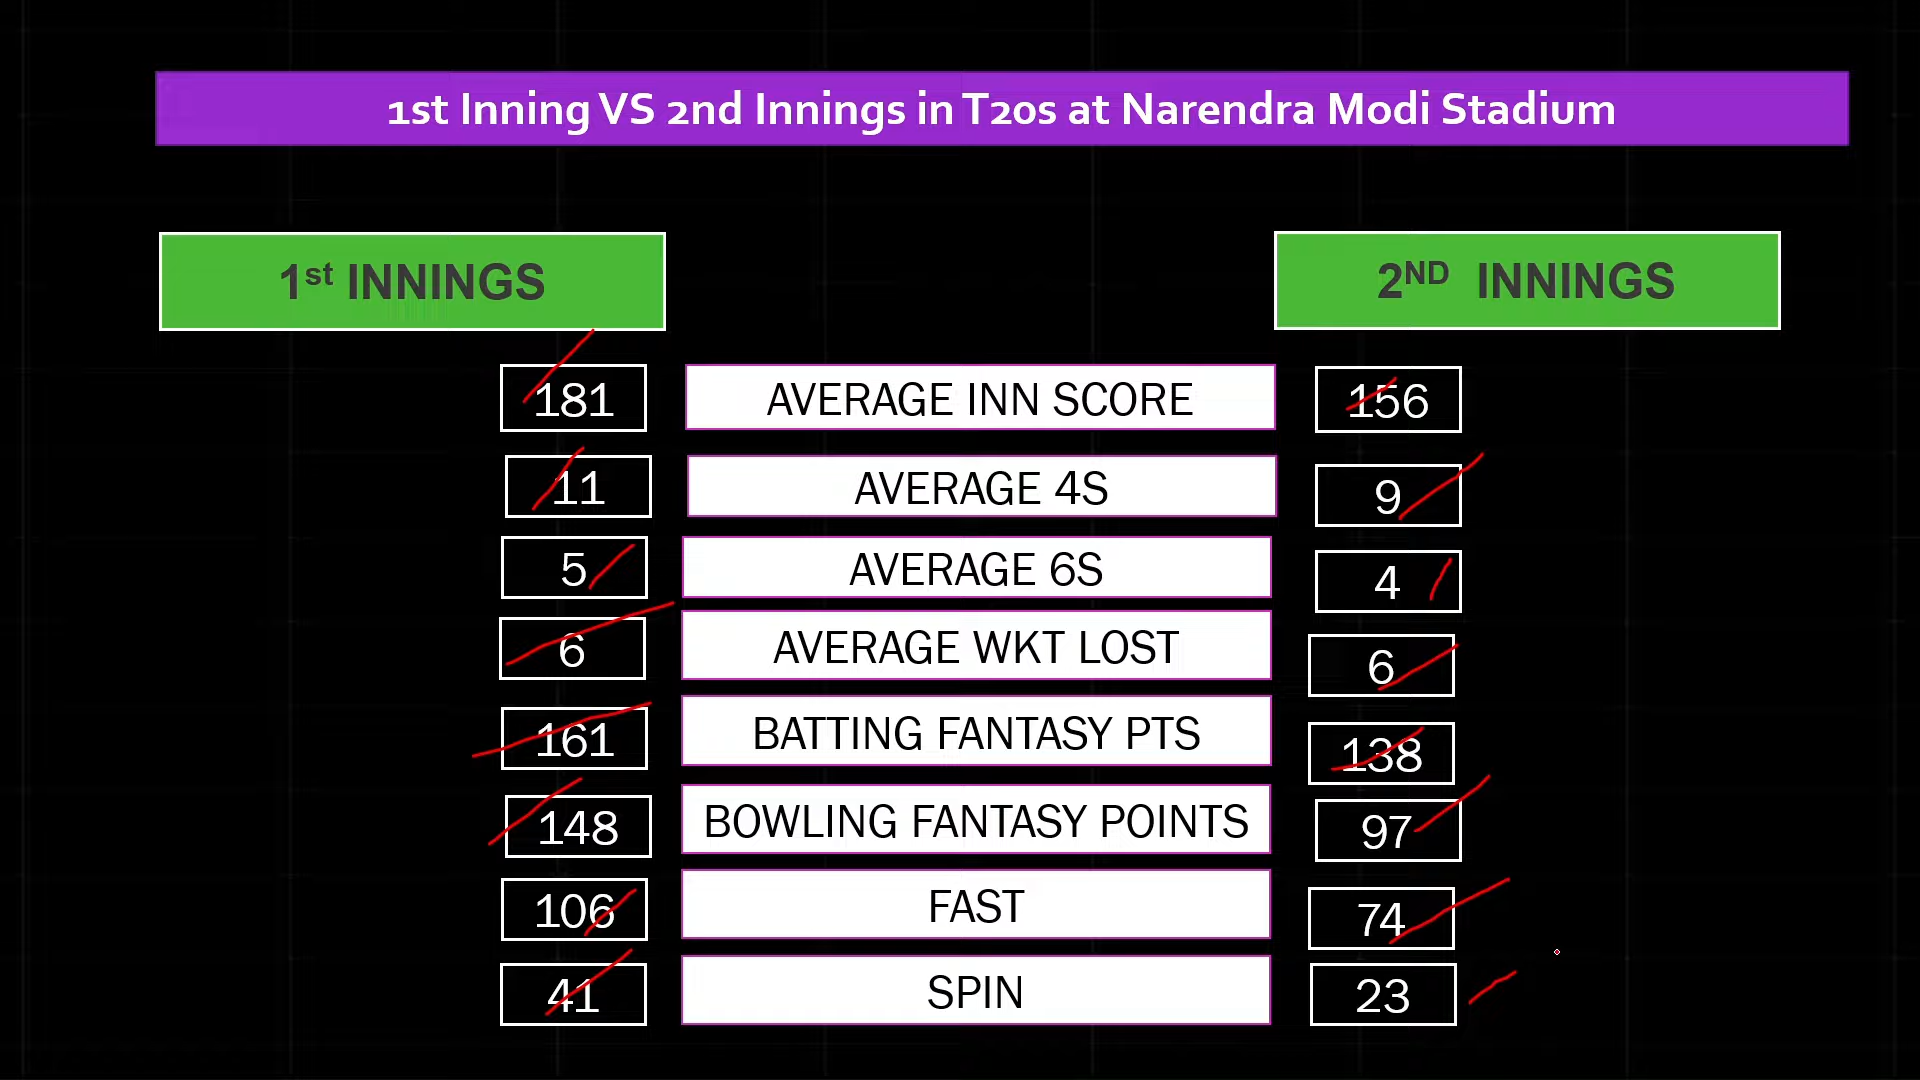 1st Inning VS 2nd Innings in T20s at Narendra Modi Stadium
1st INNINGS
2ND INNINGS
181 AVERAGE INN SCORE 156
11 AVERAGE 4S 9
5 AVERAGE 6S 4
6 AVERAGE WKT LOST 6
161 BATTING FANTASY PTS 138
148 BOWLING FANTASY POINTS 97
106 FAST 74
41 SPIN 23